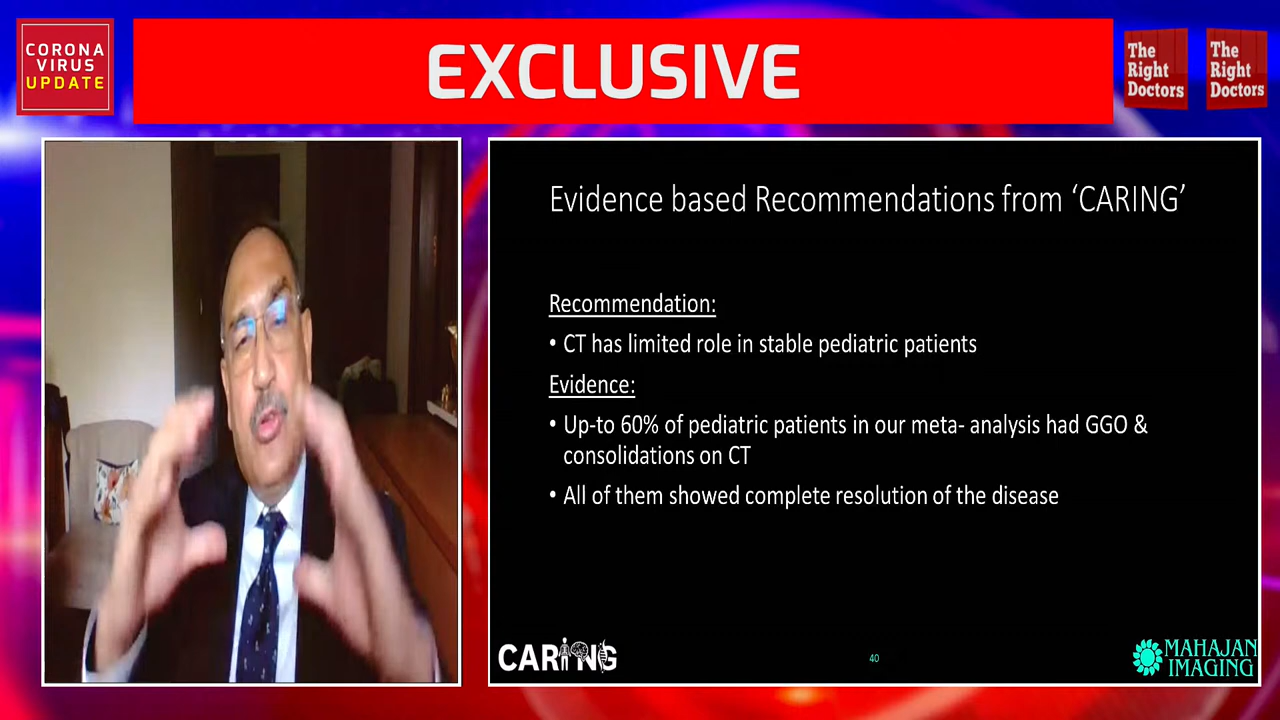 CORONA
VIRUS
UPDATE
EXCLUSIVE
The
Right
Doctors
The
Right
Doctors
Evidence based Recommendations from ‘CARING’
Recommendation:
• CT has limited role in stable pediatric patients
Evidence:
• Up-to 60% of pediatric patients in our meta- analysis had GGO &
consolidations on CT
• All of them showed complete resolution of the disease
CARING
40
MAHAJAN
IMAGING